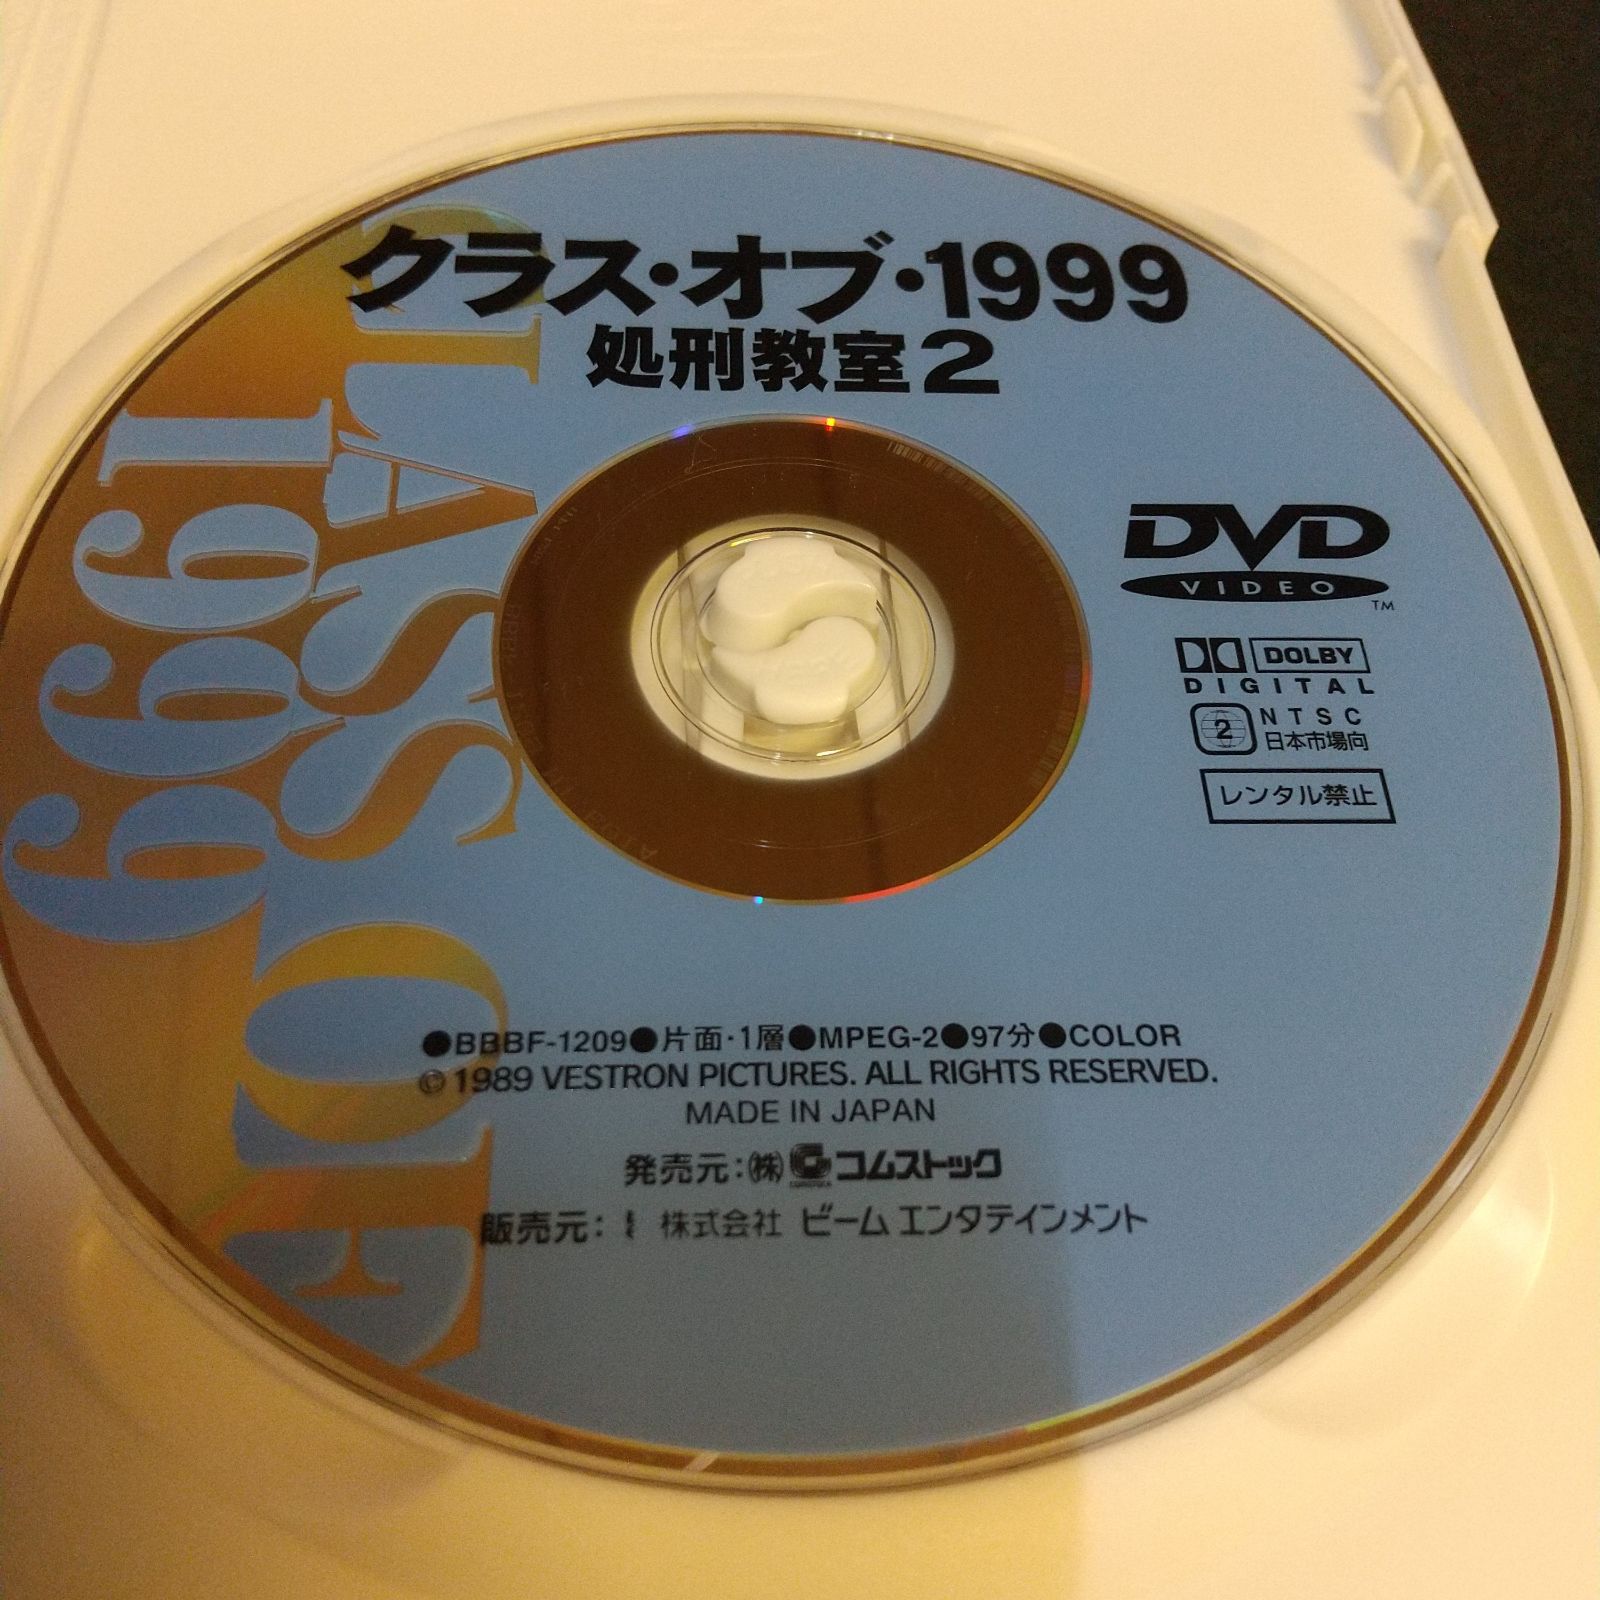 クラス・オブ・1999
処刑教室2
CLASS OF
1999
DVD
VIDEO
TM
DOLBY
DIGITAL
2 NTSC
日本市場向
レンタル禁止
●BBBF-1209●片面・1層●MPEG-2●97分●COLOR
© 1989 VESTRON PICTURES. ALL RIGHTS RESERVED.
MADE IN JAPAN
発売元:㈱コムストック
販売元: 株式会社 ビームエンタテインメント